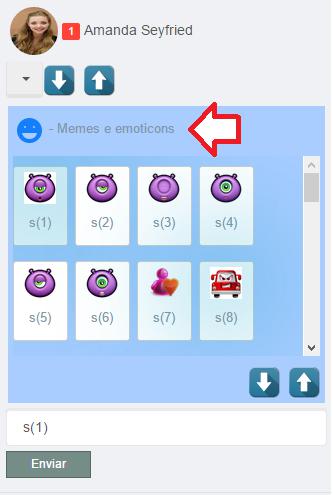 1 Amanda Seyfried
- Memes e emoticons
s(1) s(2) s(3) s(4)
s(5) s(6) s(7) s(8)
s(1)
Enviar